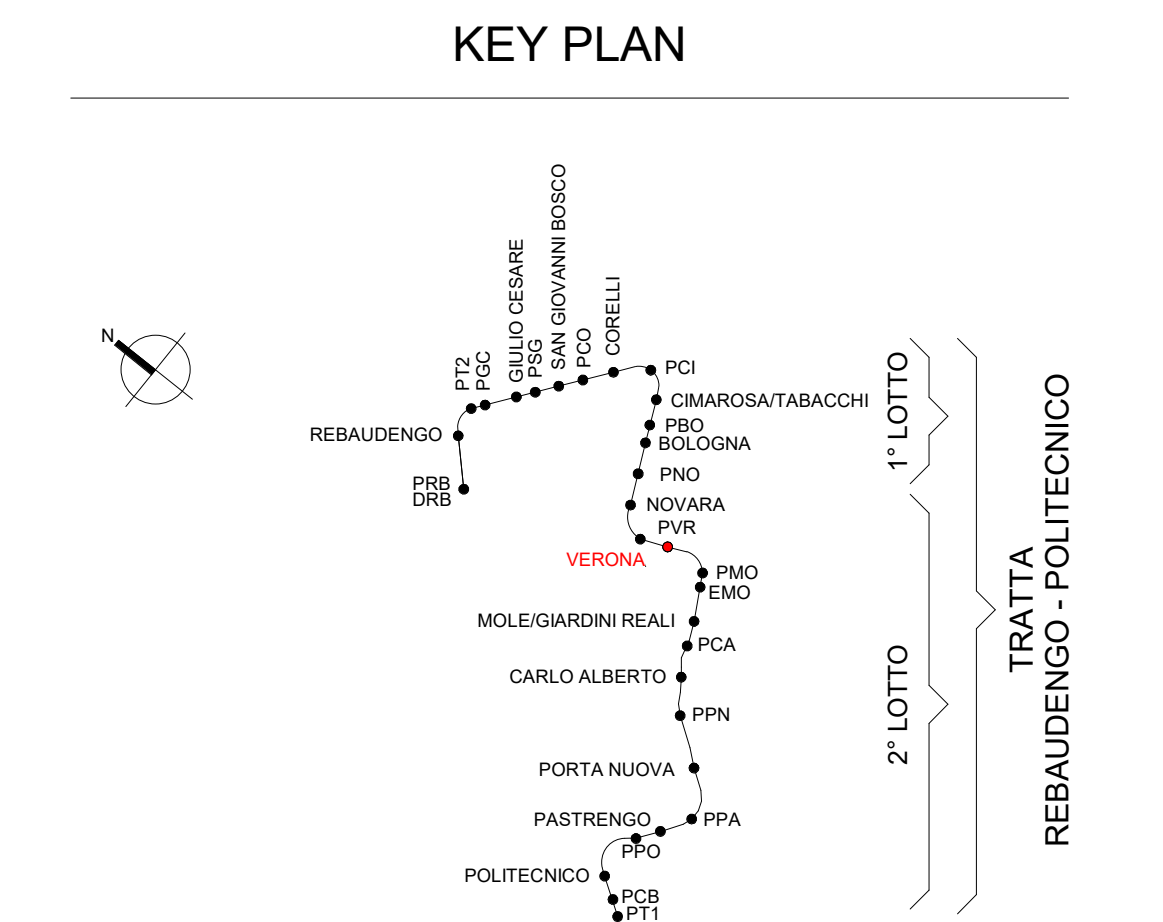 KEY PLAN
N
PT2
PGC
GIULIO CESARE
PSG
SAN GIOVANNI BOSCO
PCO
CORELLI
PCI
CIMAROSA/TABACCHI
REBAUDENGO
PBO
BOLOGNA
PRB
DRB
PNO
NOVARA
PVR
VERONA
PMO
EMO
MOLE/GIARDINI REALI
PCA
CARLO ALBERTO
PPN
PORTA NUOVA
PASTRENGO
PPA
PPO
POLITECNICO
PCB
PT1
1° LOTTO
2° LOTTO
TRATTA
REBAUDENGO - POLITECNICO